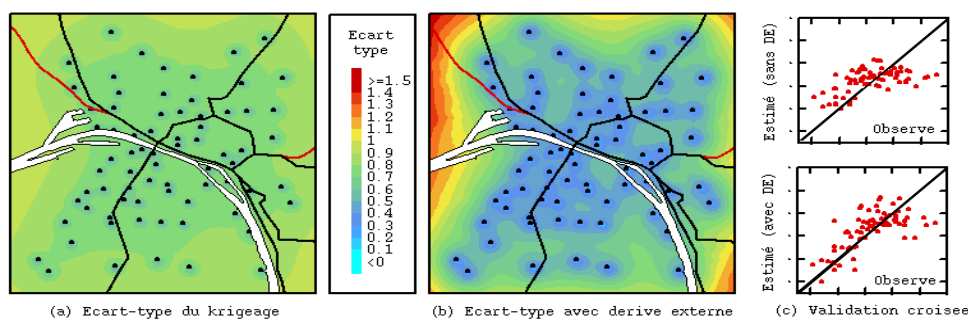 Ecart
type
>=1.5
1.4
1.3
1.2
1.1
1
0.9
0.8
0.7
0.6
0.5
0.4
0.3
0.2
0.1
<0
Estimé (sans DE)
Observe
Estimé (avec DE)
Observe
(a) Ecart-type du krigeage
(b) Ecart-type avec derive externe
(c) Validation croisee